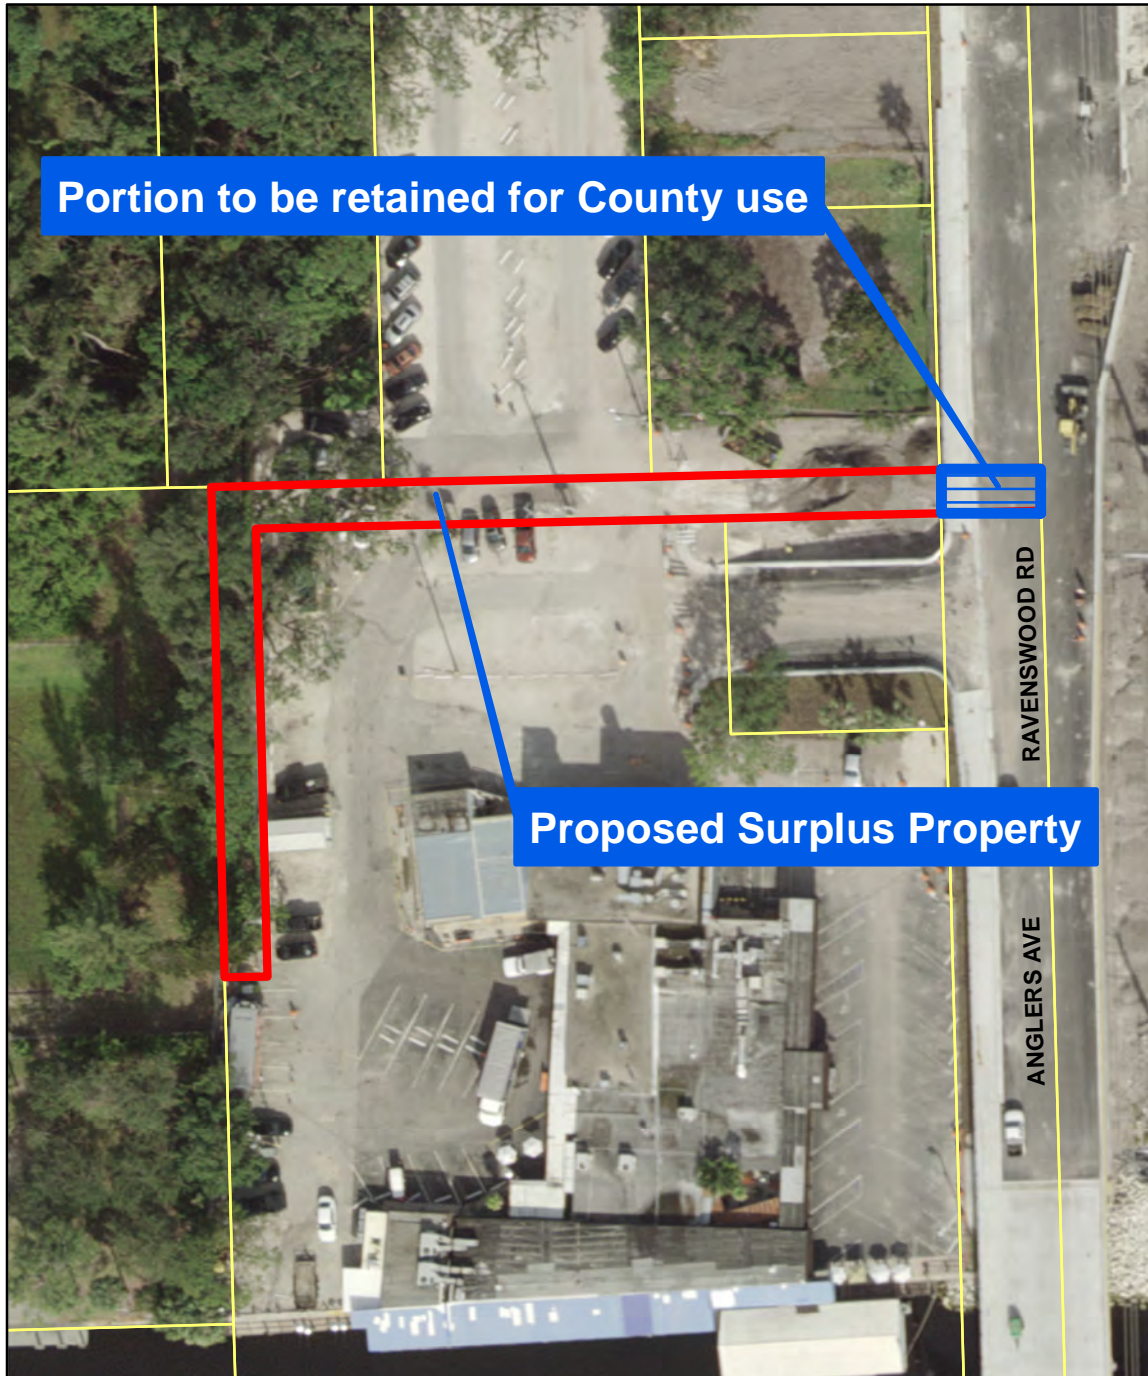 Portion to be retained for County use
RAVENSWOOD RD
Proposed Surplus Property
ANGLERS AVE